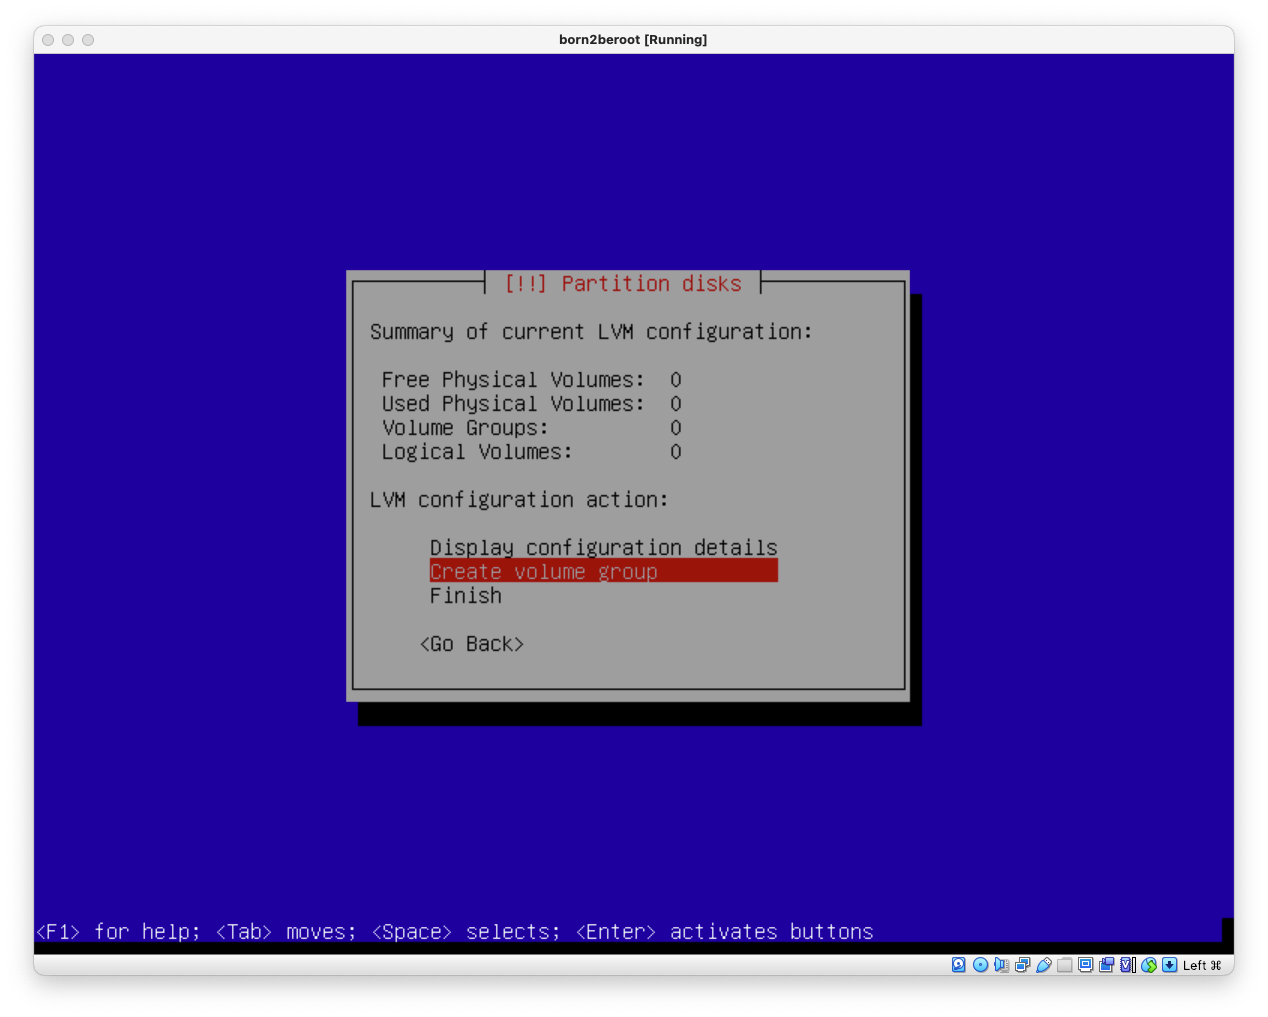 born2beroot [Running]
[!!] Partition disks
Summary of current LVM configuration:
Free Physical Volumes: 0
Used Physical Volumes: 0
Volume Groups: 0
Logical Volumes: 0
LVM configuration action:
Display configuration details
Create volume group
Finish
<Go Back>
<F1> for help; <Tab> moves; <Space> selects; <Enter> activates buttons
Left ⌘